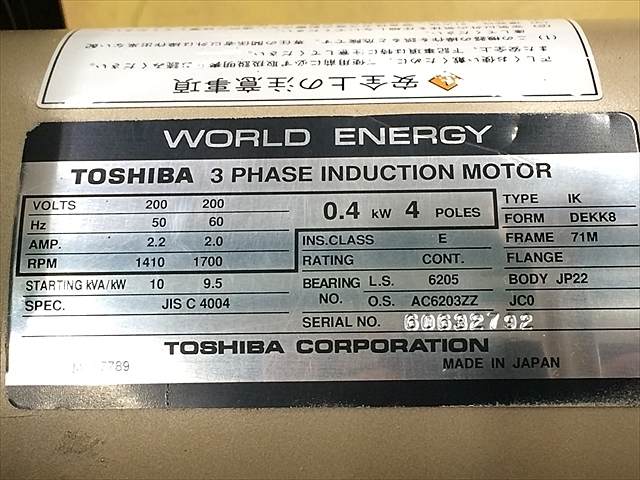 安全上の注意事項
WORLD ENERGY
TOSHIBA 3 PHASE INDUCTION MOTOR
VOLTS 200 200
Hz 50 60
AMP. 2.2 2.0
RPM 1410 1700
STARTING kVA/kW 10 9.5
SPEC. JIS C 4004
0.4 kW 4 POLES
INS.CLASS E
RATING CONT.
BEARING NO. L.S. 6205
O.S. AC6203ZZ
SERIAL NO. 60632792
TYPE IK
FORM DEKK8
FRAME 71M
FLANGE
BODY JP22
JC0
TOSHIBA CORPORATION
MADE IN JAPAN